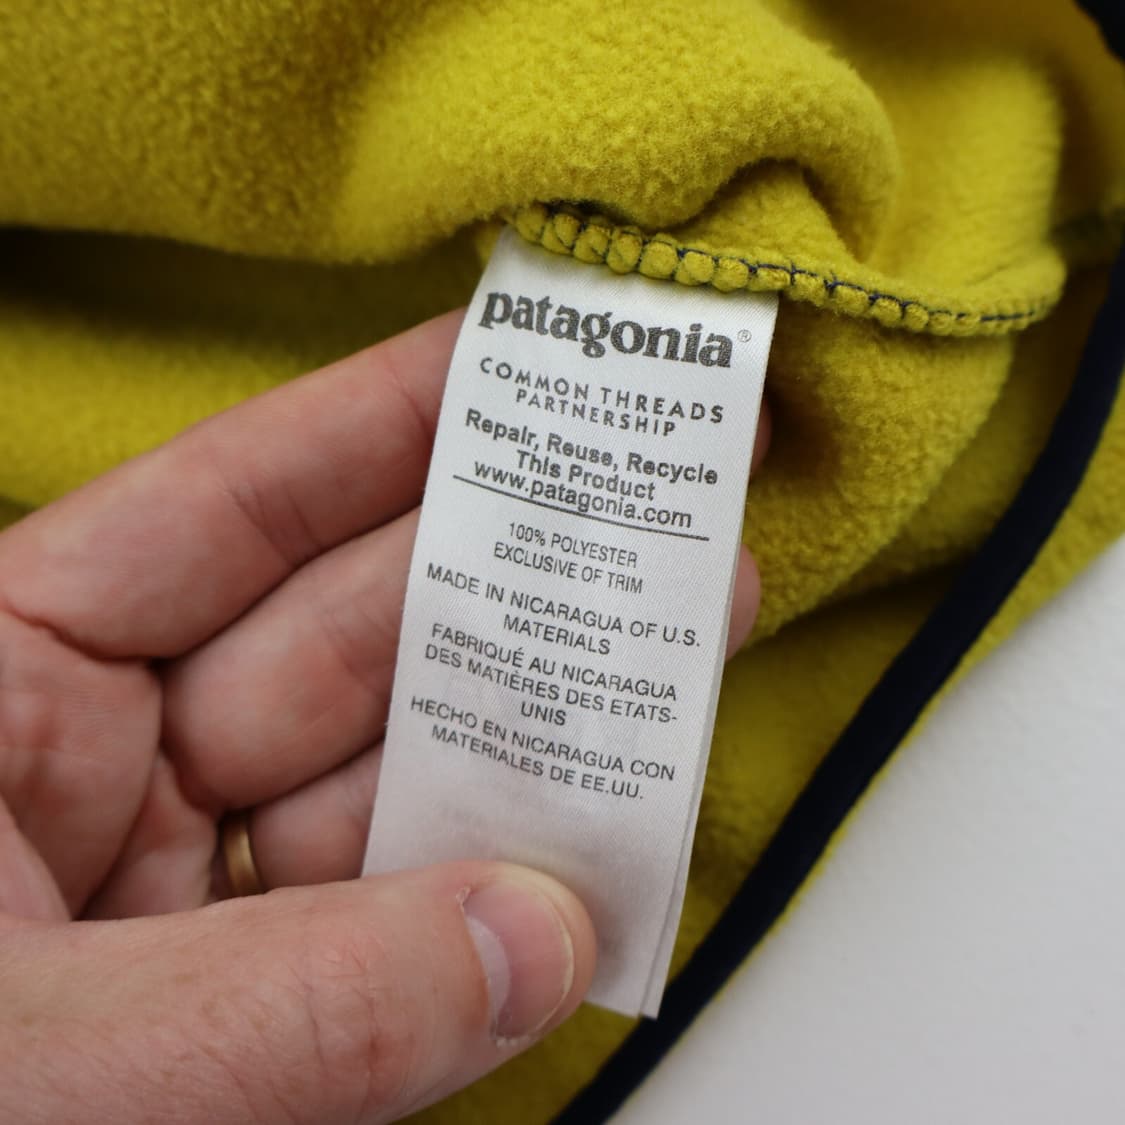 patagonia®
COMMON THREADS
PARTNERSHIP
Repair, Reuse, Recycle
This Product
www.patagonia.com
100% POLYESTER
EXCLUSIVE OF TRIM
MADE IN NICARAGUA OF U.S.
MATERIALS
FABRIQUÉ AU NICARAGUA
DES MATIÈRES DES ETATS-
UNIS
HECHO EN NICARAGUA CON
MATERIALES DE EE.UU.